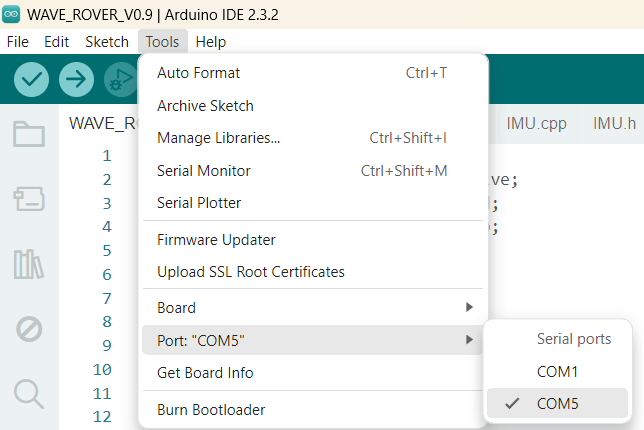 WAVE_ROVER_V0.9 | Arduino IDE 2.3.2
File Edit Sketch Tools Help
Auto Format Ctrl+T
Archive Sketch
Manage Libraries... Ctrl+Shift+I
Serial Monitor Ctrl+Shift+M
Serial Plotter
Firmware Updater
Upload SSL Root Certificates
Board
Port: "COM5"
Get Board Info
Burn Bootloader
Serial ports
COM1
COM5
WAVE_R
IMU.cpp IMU.h
1
2 ve;
3 ;
4 ;
5
6
7
8
9
10
11
12